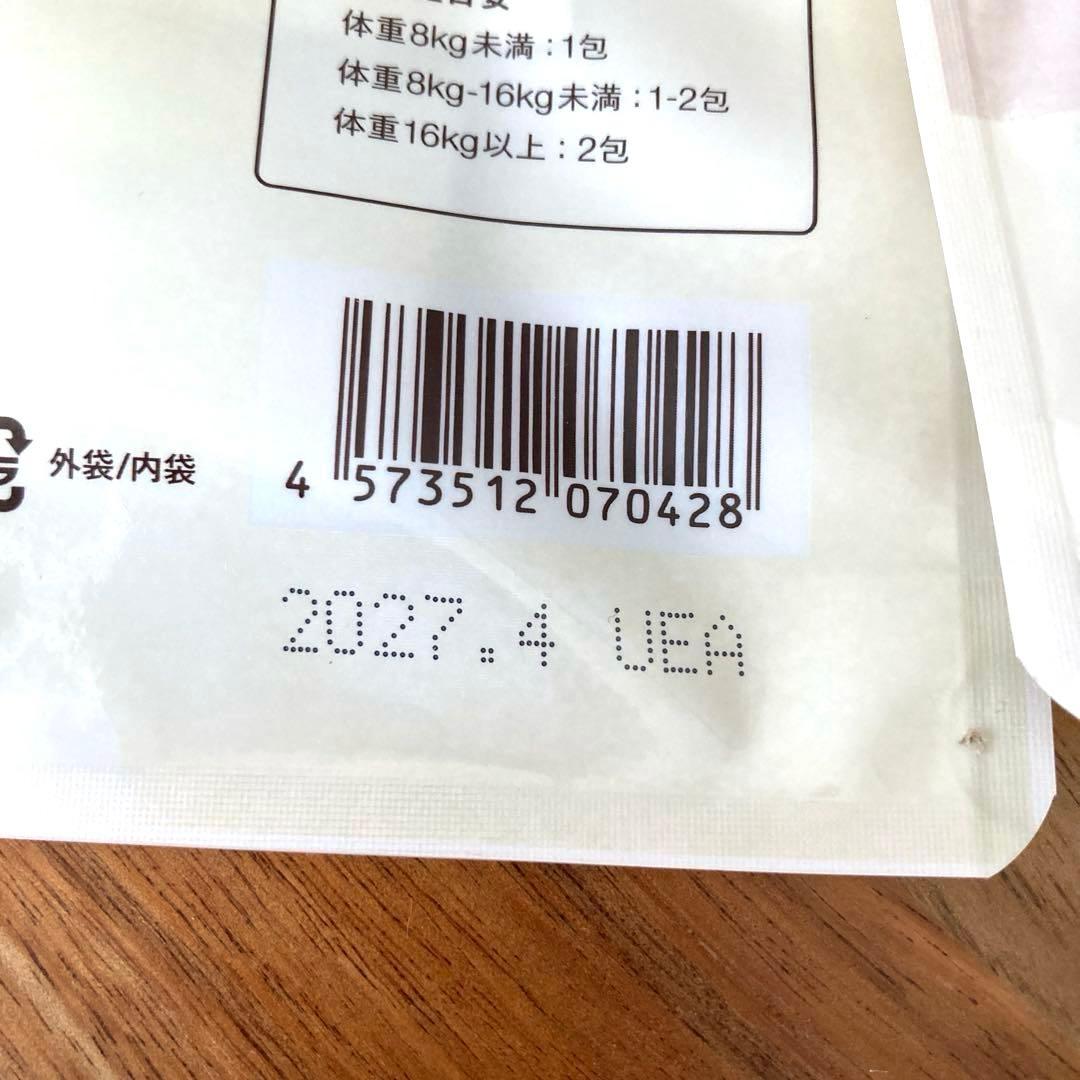 体重8kg未満：1包
体重8kg-16kg未満：1-2包
体重16kg以上：2包
外袋/内袋
4 573512 070428
2027.4 UEA